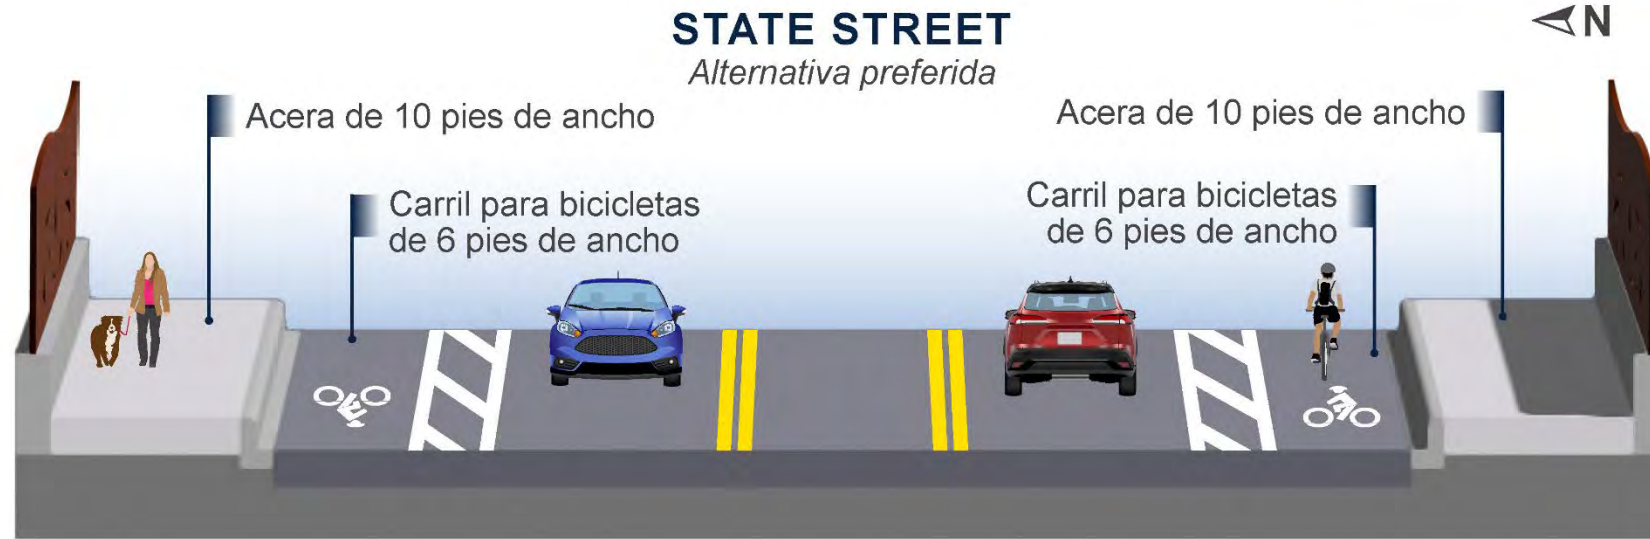 STATE STREET
Alternativa preferida
N
Acera de 10 pies de ancho
Acera de 10 pies de ancho
Carril para bicicletas
de 6 pies de ancho
Carril para bicicletas
de 6 pies de ancho